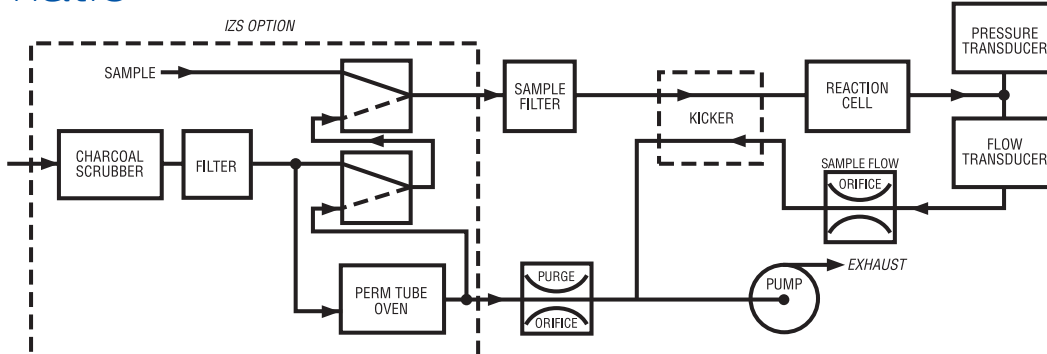 IZS OPTION
SAMPLE
CHARCOAL
SCRUBBER
FILTER
PERM TUBE
OVEN
SAMPLE
FILTER
KICKER
REACTION
CELL
PRESSURE
TRANSDUCER
FLOW
TRANSDUCER
SAMPLE FLOW
ORIFICE
PURGE
ORIFICE
PUMP
EXHAUST